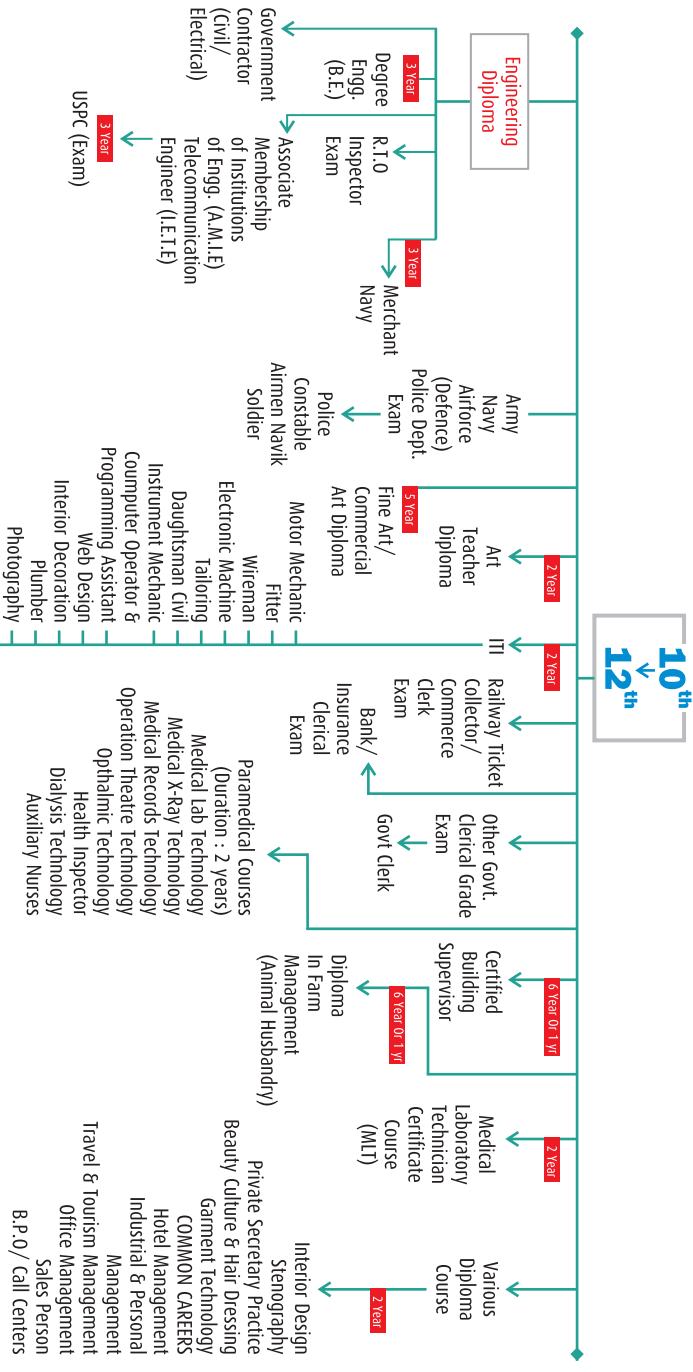 10th
12th
Engineering
Diploma
3 Year
Degree
Engg.
(B.E.)
Government
Contractor
(Civil/
Electrical)
R.T.O
Inspector
Exam
Associate
Membership
of Institutions
of Engg. (A.M.I.E)
Telecommunication
Engineer (I.E.T.E)
3 Year
USPC (Exam)
3 Year
Merchant
Navy
Army
Navy
Airforce
(Defence)
Police Dept.
Exam
Police
Constable
Airmen Navik
Soldier
5 Year
Fine Art/
Commercial
Art Diploma
2 Year
Art
Teacher
Diploma
2 Year
ITI
Motor Mechanic
Fitter
Wireman
Electronic Machine
Tailoring
Daughtsman Civil
Instrument Mechanic
Coumputer Operator &
Programming Assistant
Web Design
Interior Decoration
Plumber
Photography
Railway Ticket
Collector/
Commerce
Clerk
Exam
Bank/
Insurance
Clerical
Exam
Other Govt.
Clerical Grade
Exam
Govt Clerk
Paramedical Courses
(Duration : 2 years)
Medical Lab Technology
Medical X-Ray Technology
Medical Records Technology
Operation Theatre Technology
Opthalmic Technology
Health Inspector
Dialysis Technology
Auxiliary Nurses
6 Year Or 1 yr
Certified
Building
Supervisor
6 Year Or 1 yr
Diploma
In Farm
Management
(Animal Husbandry)
2 Year
Medical
Laboratory
Technician
Certificate
Course
(MLT)
Various
Diploma
Course
2 Year
Interior Design
Stenography
Private Secretary Practice
Beauty Culture & Hair Dressing
Garment Technology
COMMON CAREERS
Hotel Management
Industrial & Personal
Management
Travel & Tourism Management
Office Management
Sales Person
B.P.O/ Call Centers